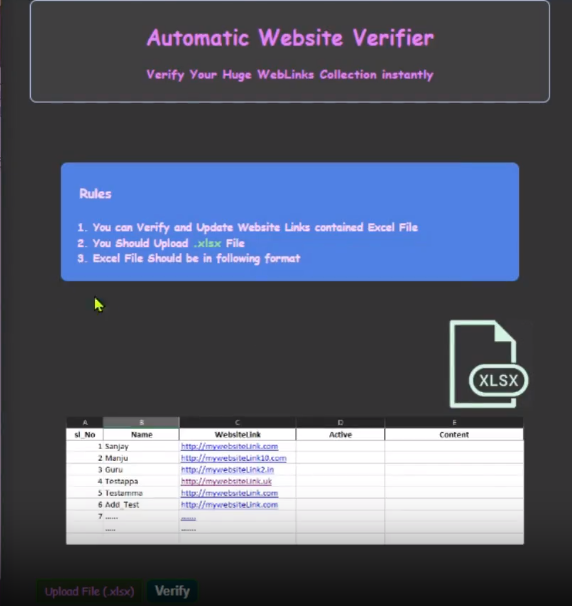 Automatic Website Verifier
Verify Your Huge WebLinks Collection instantly
Rules
1. You can Verify and Update Website Links contained Excel File
2. You Should Upload .xlsx File
3. Excel File Should be in following format
XLSX
A B C D E
sl_No Name WebsiteLink Active Content
1 Sanjay http://mywebsiteLink.com
2 Manju http://mywebsiteLink10.com
3 Guru http://mywebsiteLink2.in
4 Testappa http://mywebsiteLink.uk
5 Testamma http://mywebsiteLink.com
6 Add_Test http://mywebsiteLink.com
7 ...... ......
..... ......
Upload File (.xlsx) Verify